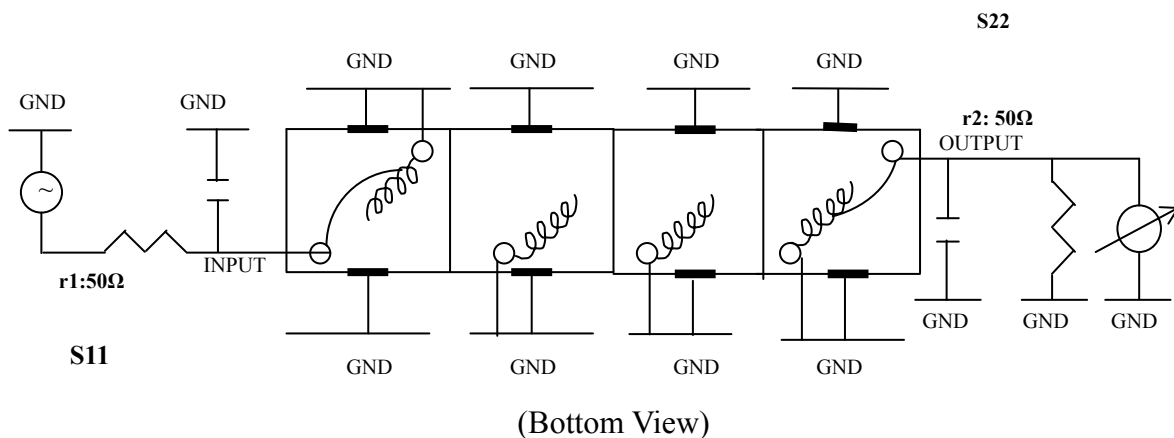 S22
GND GND GND GND
GND GND r2: 50Ω
OUTPUT
~
INPUT
r1:50Ω
GND GND GND
S11 GND GND GND GND
(Bottom View)